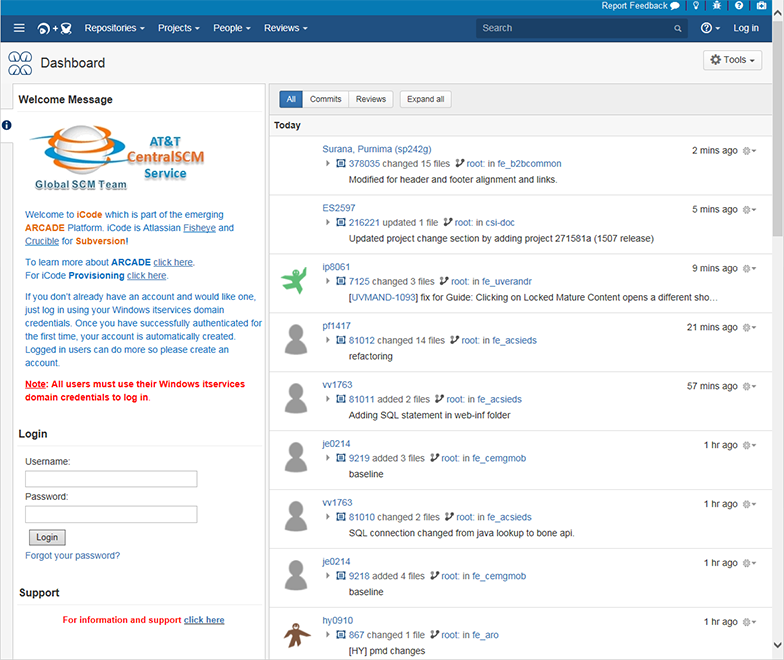 Report Feedback
Repositories Projects People Reviews Search Log in
Dashboard
Tools
Welcome Message
AT&T
CentralSCM
Service
Global SCM Team
Welcome to iCode which is part of the emerging
ARCADE Platform. iCode is Atlassian Fisheye and
Crucible for Subversion!
To learn more about ARCADE click here.
For iCode Provisioning click here.
If you don't already have an account and would like one,
just log in using your Windows itservices domain
credentials. Once you have successfully authenticated for
the first time, your account is automatically created.
Logged in users can do more so please create an
account.
Note: All users must use their Windows itservices
domain credentials to log in.
Login
Username:
Password:
Login
Forgot your password?
Support
For information and support click here
All Commits Reviews Expand all
Today
Surana, Purnima (sp242g) 2 mins ago
378035 changed 15 files root: in fe_b2bcommon
Modified for header and footer alignment and links.
ES2597 5 mins ago
216221 updated 1 file root: in csi-doc
Updated project change section by adding project 271581a (1507 release)
ip8061 9 mins ago
7125 changed 3 files root: in fe_uverandr
[UVMAND-1093] fix for Guide: Clicking on Locked Mature Content opens a different sho…
pf1417 21 mins ago
81012 changed 14 files root: in fe_acsieds
refactoring
vv1763 57 mins ago
81011 added 2 files root: in fe_acsieds
Adding SQL statement in web-inf folder
je0214 1 hr ago
9219 added 3 files root: in fe_cemgmob
baseline
vv1763 1 hr ago
81010 changed 2 files root: in fe_acsieds
SQL connection changed from java lookup to bone api.
je0214 1 hr ago
9218 added 4 files root: in fe_cemgmob
baseline
hy0910 1 hr ago
867 changed 1 file root: in fe_aro
[HY] pmd changes